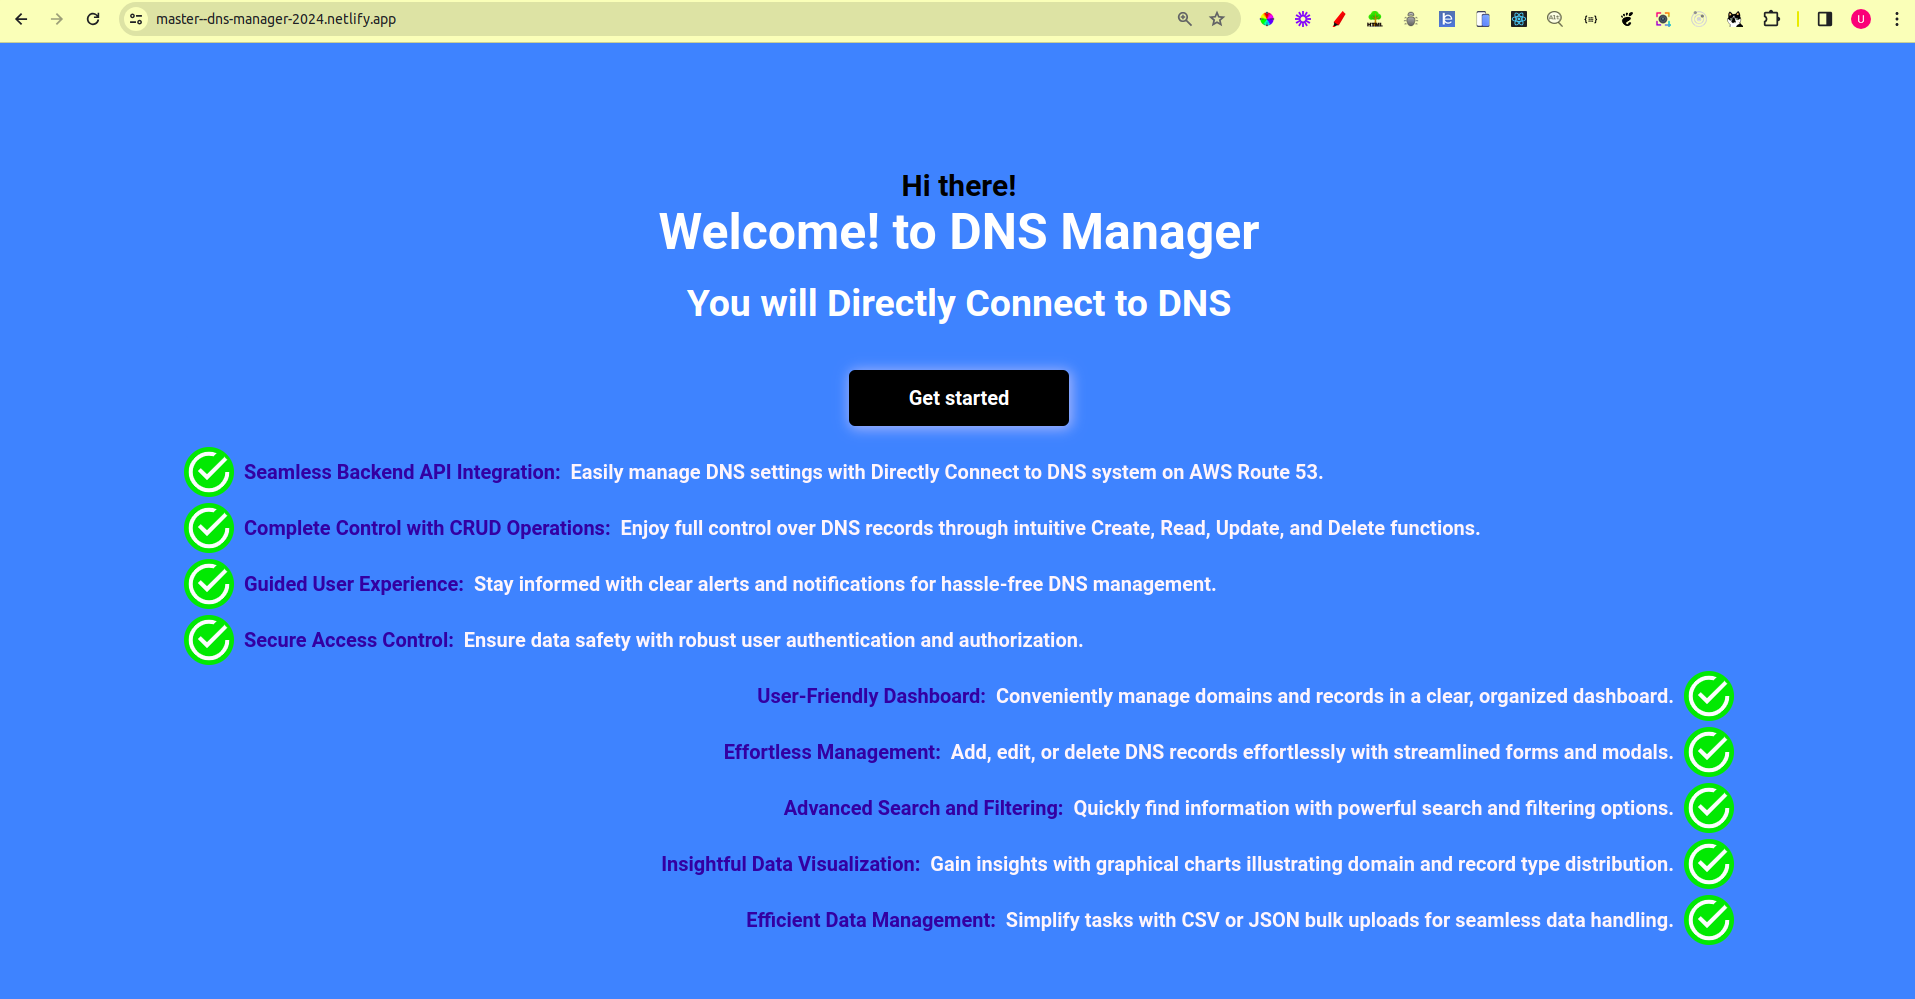 master--dns-manager-2024.netlify.app
U
Hi there!
Welcome! to DNS Manager
You will Directly Connect to DNS
Get started
Seamless Backend API Integration: Easily manage DNS settings with Directly Connect to DNS system on AWS Route 53.
Complete Control with CRUD Operations: Enjoy full control over DNS records through intuitive Create, Read, Update, and Delete functions.
Guided User Experience: Stay informed with clear alerts and notifications for hassle-free DNS management.
Secure Access Control: Ensure data safety with robust user authentication and authorization.
User-Friendly Dashboard: Conveniently manage domains and records in a clear, organized dashboard.
Effortless Management: Add, edit, or delete DNS records effortlessly with streamlined forms and modals.
Advanced Search and Filtering: Quickly find information with powerful search and filtering options.
Insightful Data Visualization: Gain insights with graphical charts illustrating domain and record type distribution.
Efficient Data Management: Simplify tasks with CSV or JSON bulk uploads for seamless data handling.